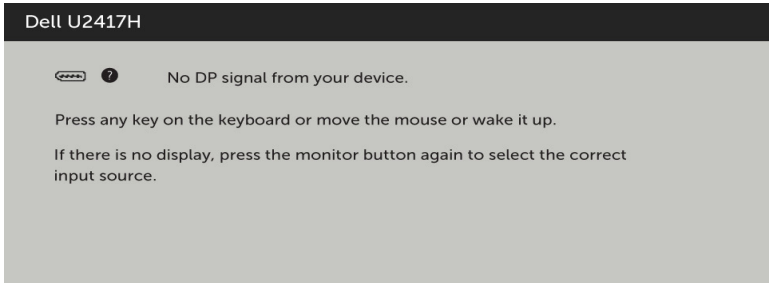 Dell U2417H
No DP signal from your device.
Press any key on the keyboard or move the mouse or wake it up.
If there is no display, press the monitor button again to select the correct
input source.